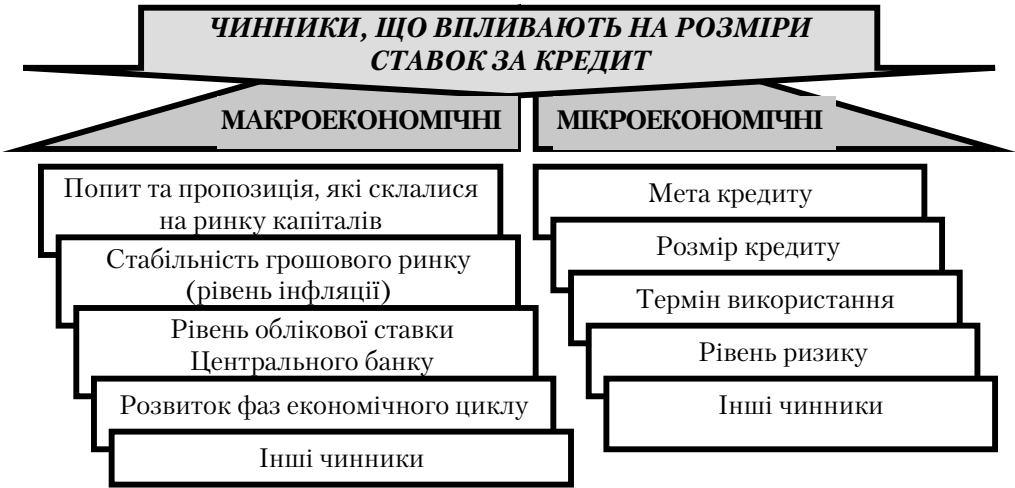 ЧИННИКИ, ЩО ВПЛИВАЮТЬ НА РОЗМІРИ
СТАВОК ЗА КРЕДИТ
МАКРОЕКОНОМІЧНІ
Попит та пропозиція, які склалися
на ринку капіталів
Стабільність грошового ринку
(рівень інфляції)
Рівень облікової ставки
Центрального банку
Розвиток фаз економічного циклу
Інші чинники
МІКРОЕКОНОМІЧНІ
Мета кредиту
Розмір кредиту
Термін використання
Рівень ризику
Інші чинники